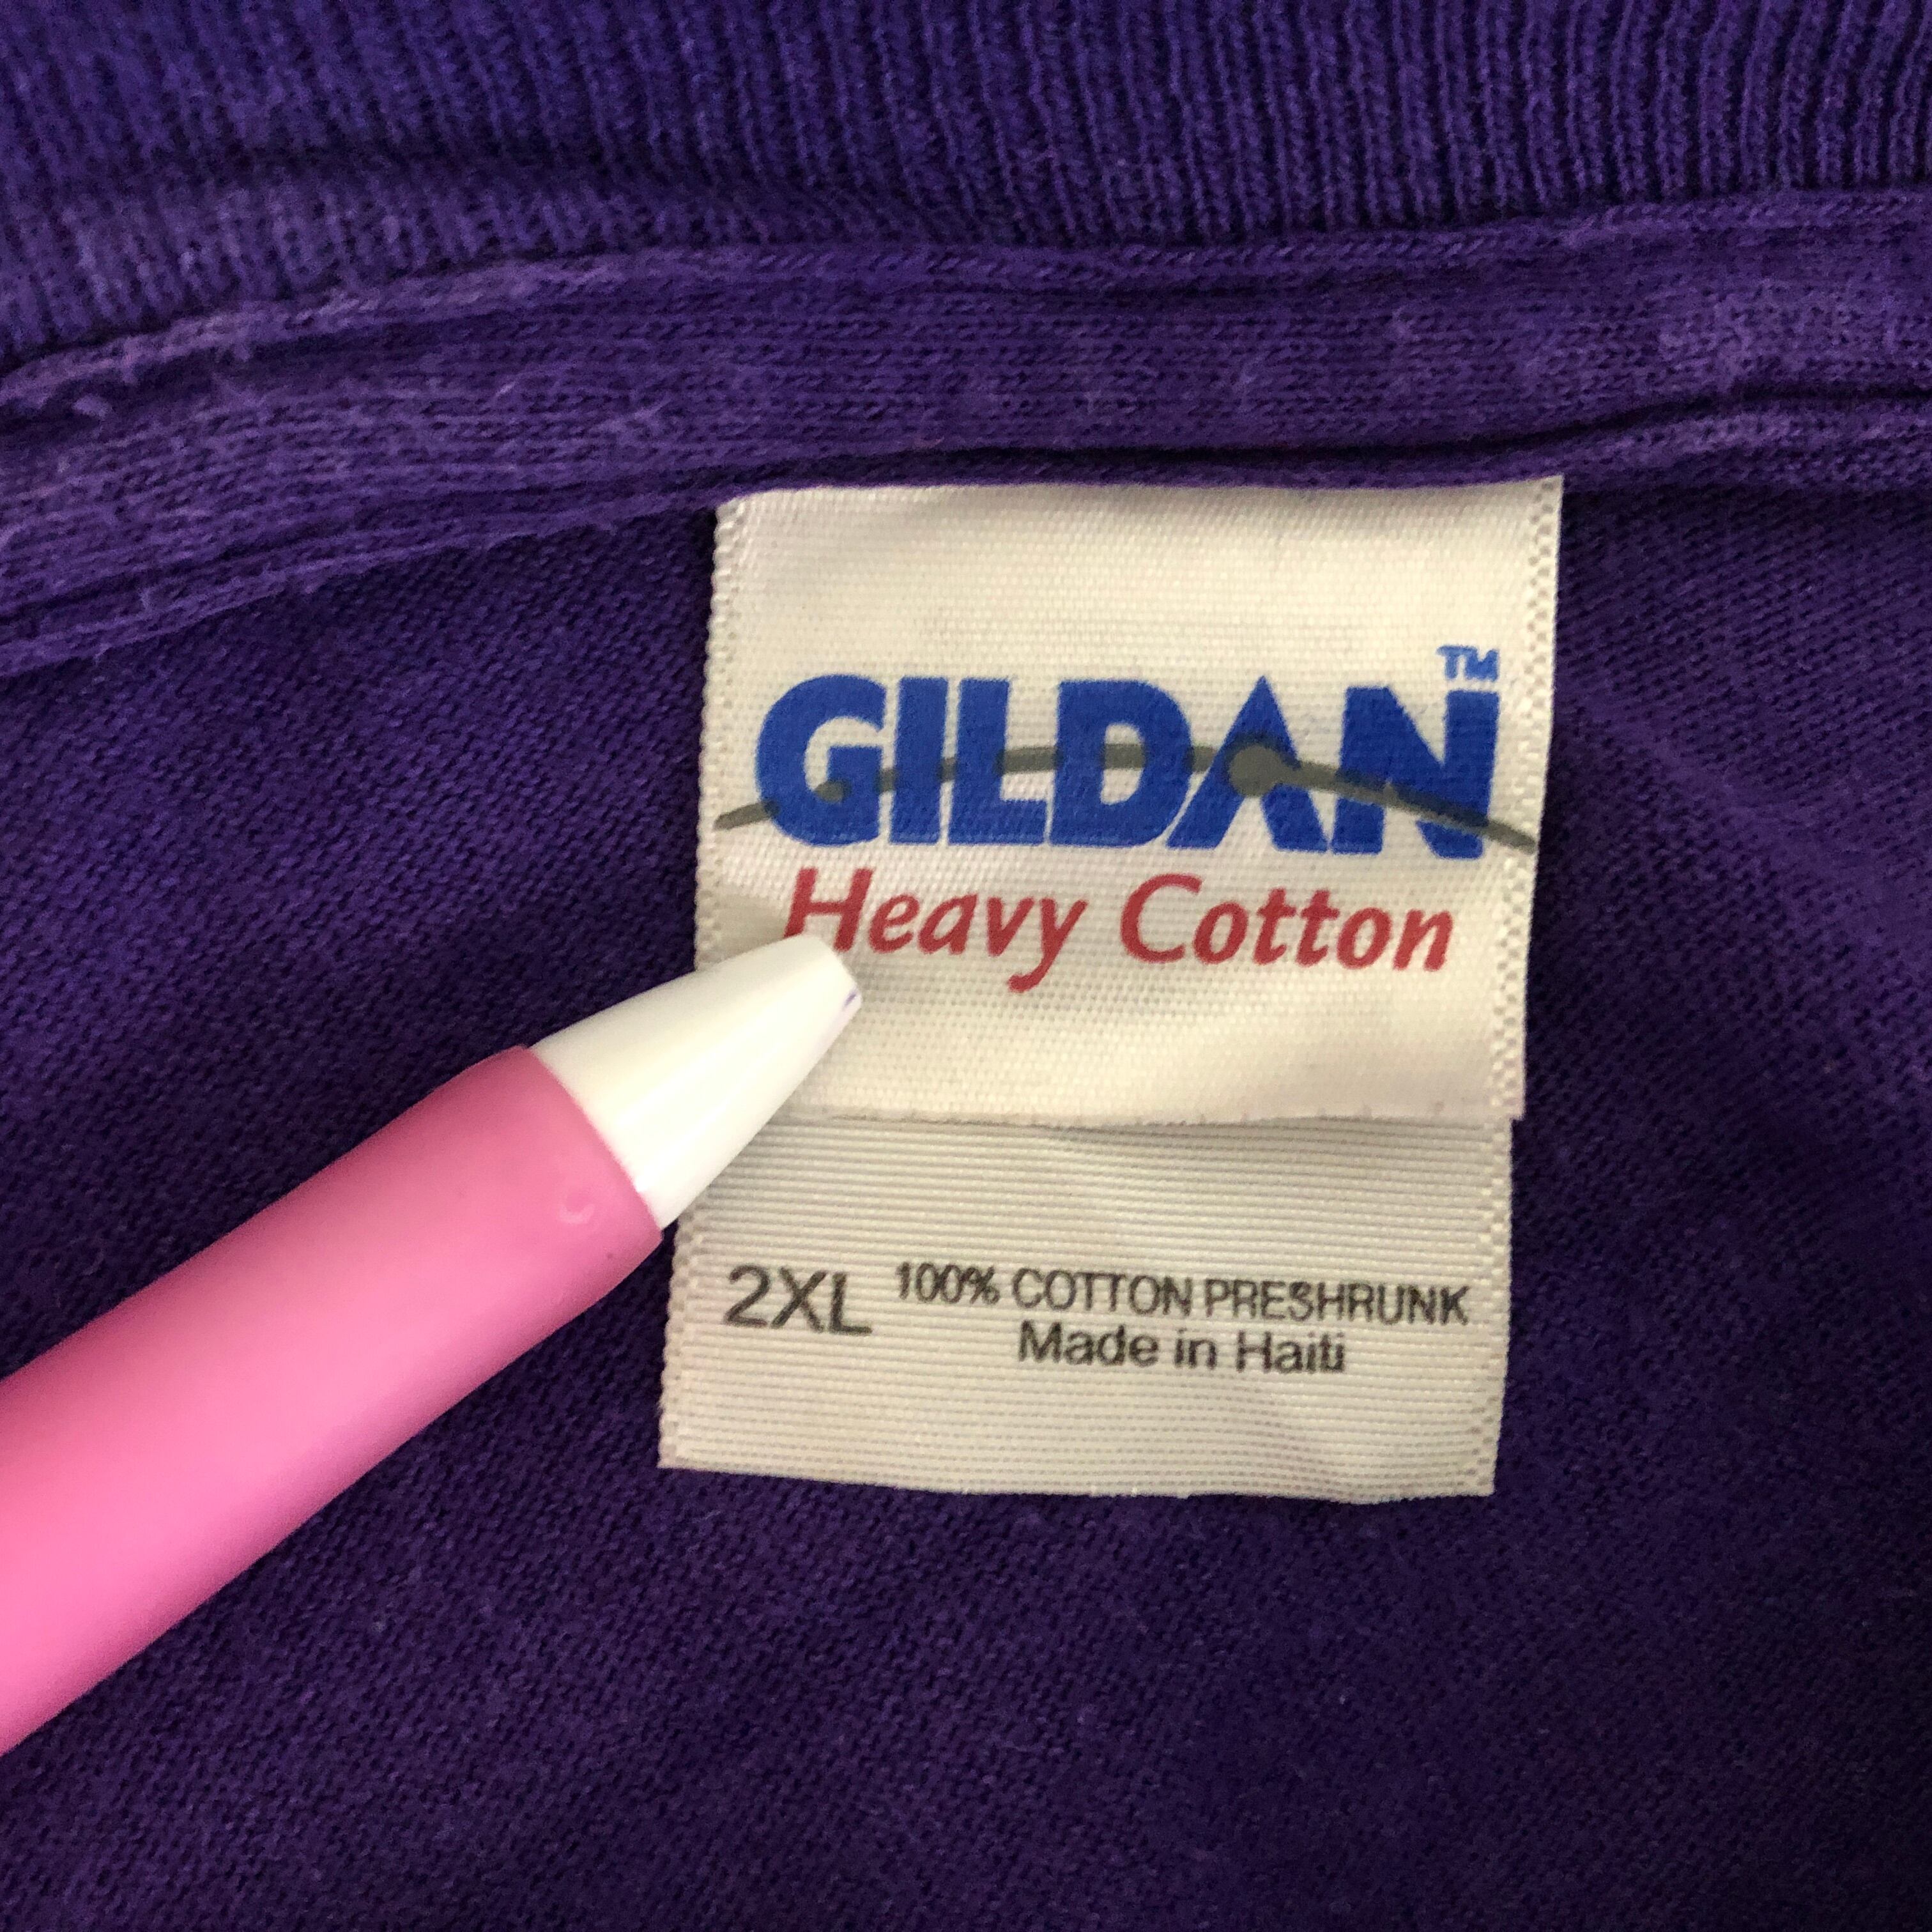 GILDAN™
Heavy Cotton
2XL 100% COTTON PRESHRUNK
Made in Haiti